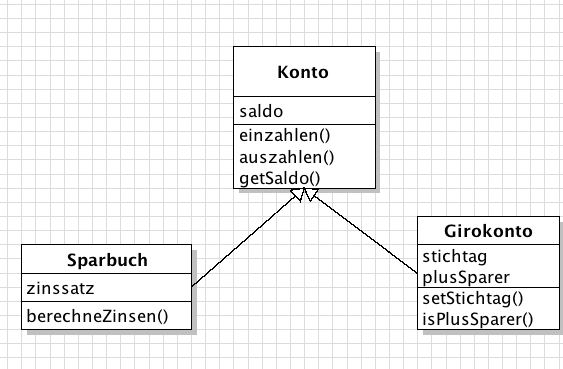 Konto
saldo
einzahlen()
auszahlen()
getSaldo()
Sparbuch
zinssatz
berechneZinsen()
Girokonto
stichtag
plusSparer
setStichtag()
isPlusSparer()